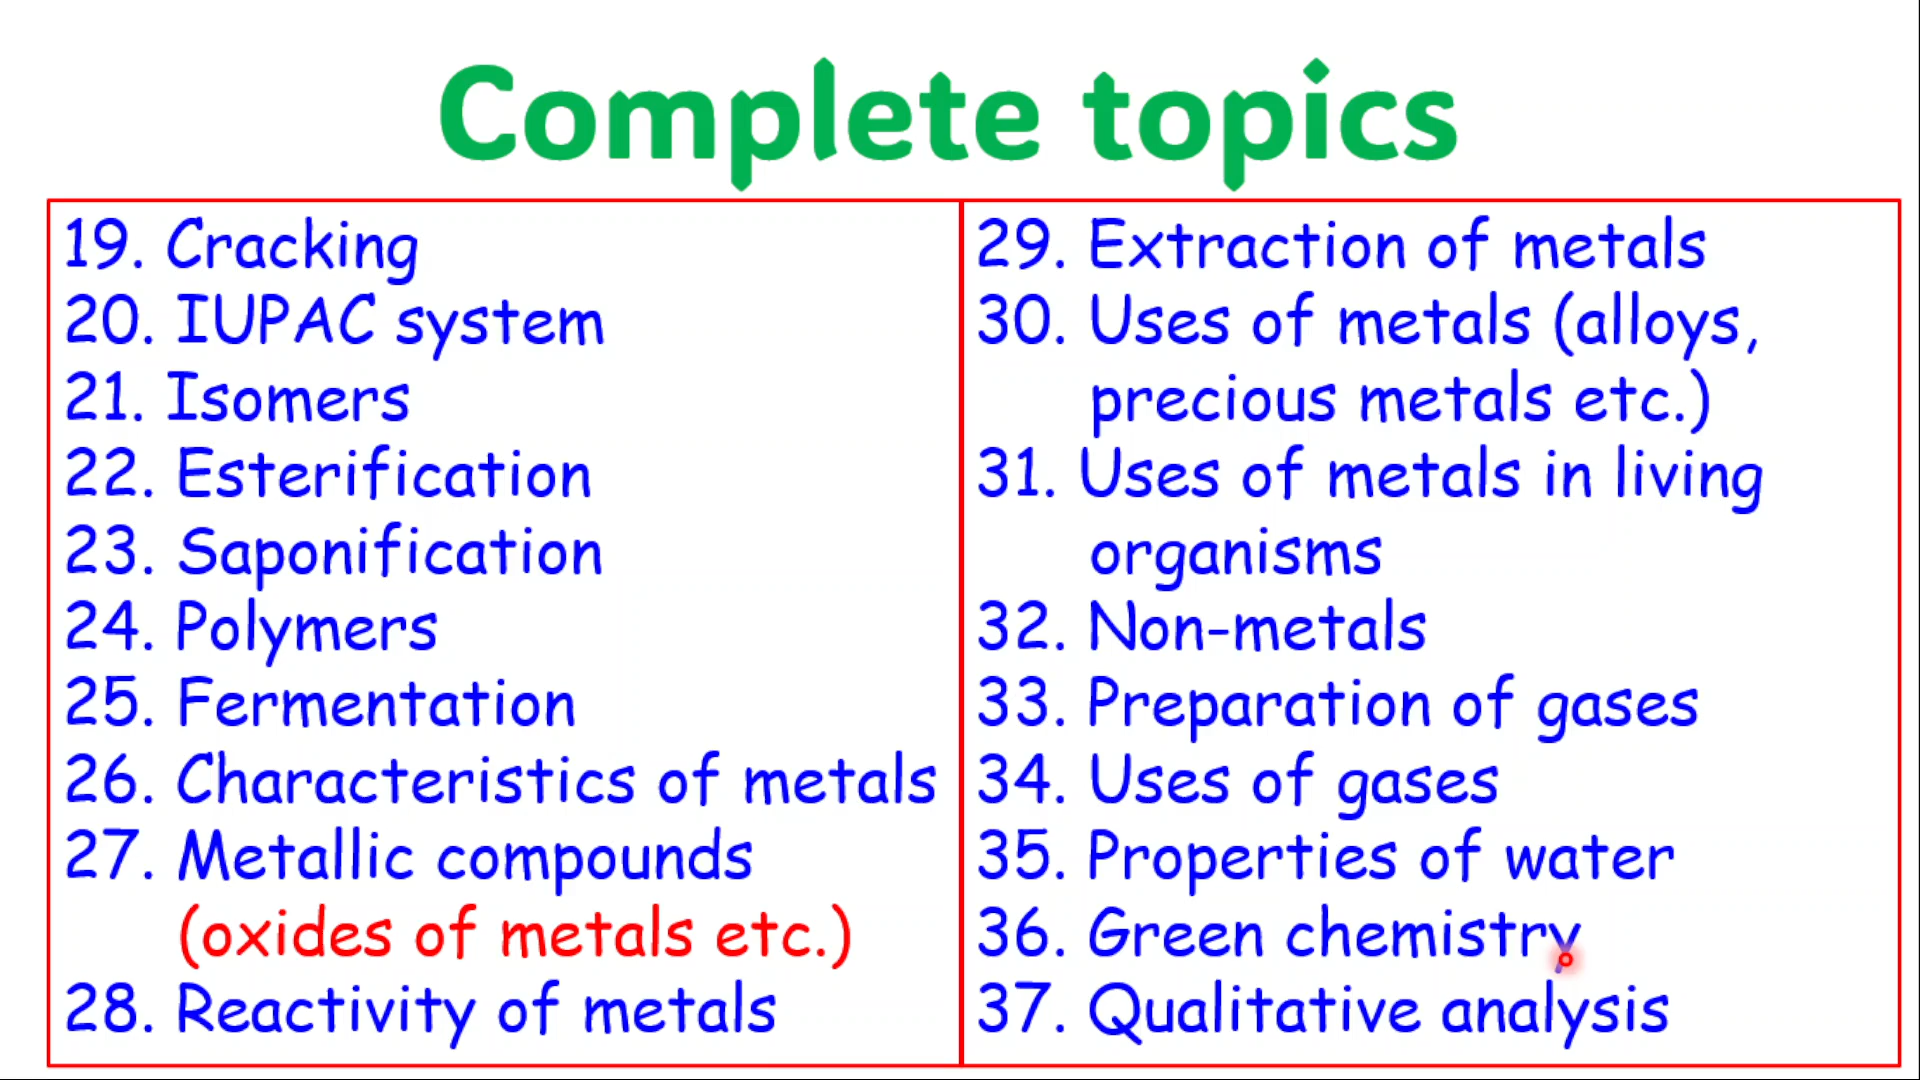 Complete topics
19. Cracking
20. IUPAC system
21. Isomers
22. Esterification
23. Saponification
24. Polymers
25. Fermentation
26. Characteristics of metals
27. Metallic compounds
(oxides of metals etc.)
28. Reactivity of metals
29. Extraction of metals
30. Uses of metals (alloys,
precious metals etc.)
31. Uses of metals in living
organisms
32. Non-metals
33. Preparation of gases
34. Uses of gases
35. Properties of water
36. Green chemistry
37. Qualitative analysis